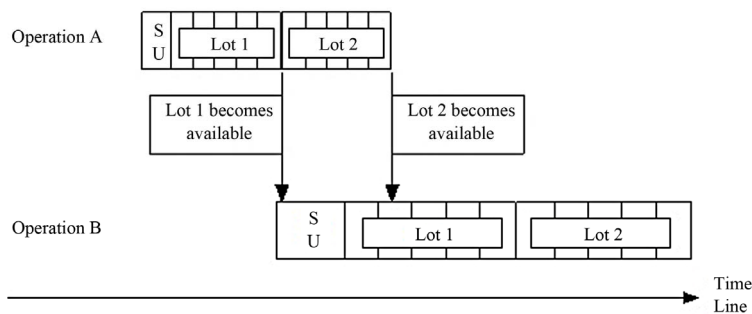 Operation A
S
U
Lot 1
Lot 2
Lot 1 becomes
available
Lot 2 becomes
available
Operation B
S
U
Lot 1
Lot 2
Time
Line